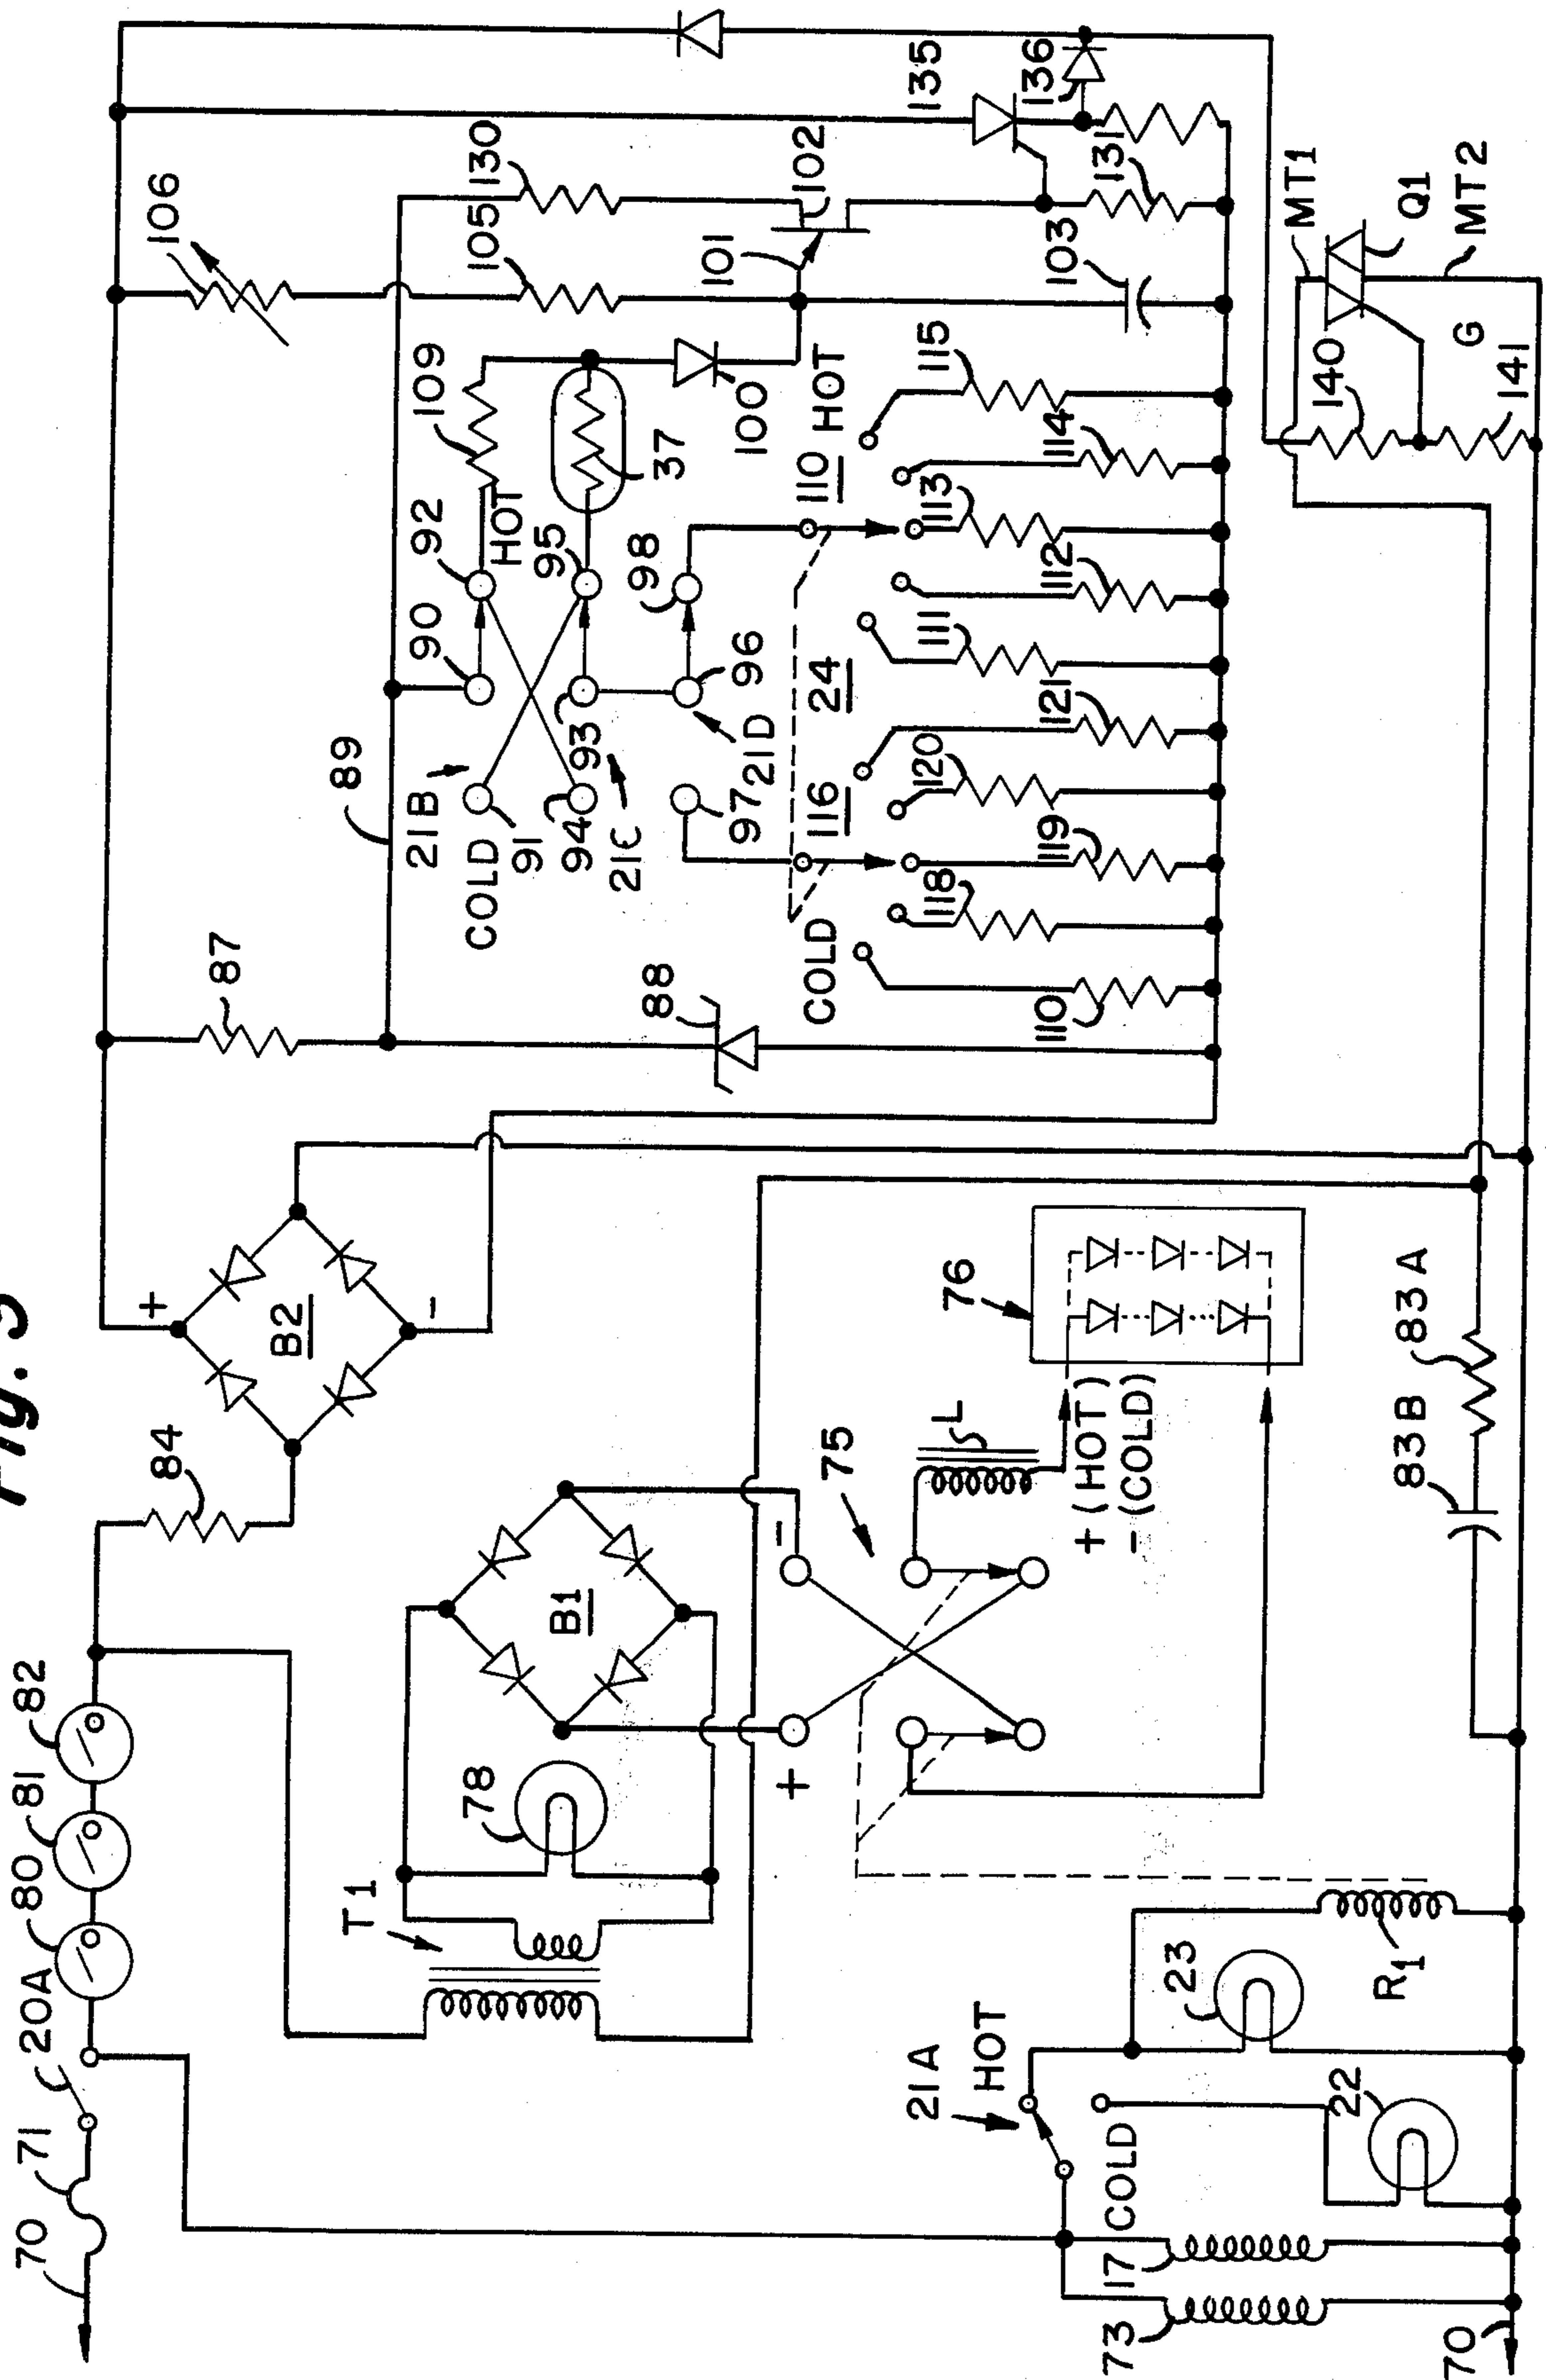 Fig. 5
70
71
20A
80
81
82
84
B2
+
-
87
88
89
106
105
130
135
136
131
102
101
103
109
37
100
90
92
HOT
95
98
96
93
94
91
97
21B
21C
21D
COLD
110
HOT
24
116
COLD
110
118
119
120
121
111
112
113
114
115
MT1
Q1
MT2
G
140
141
T1
78
B1
+
-
75
L
76
+ (HOT)
- (COLD)
83A
83B
21A
HOT
COLD
23
22
R1
17
73
70